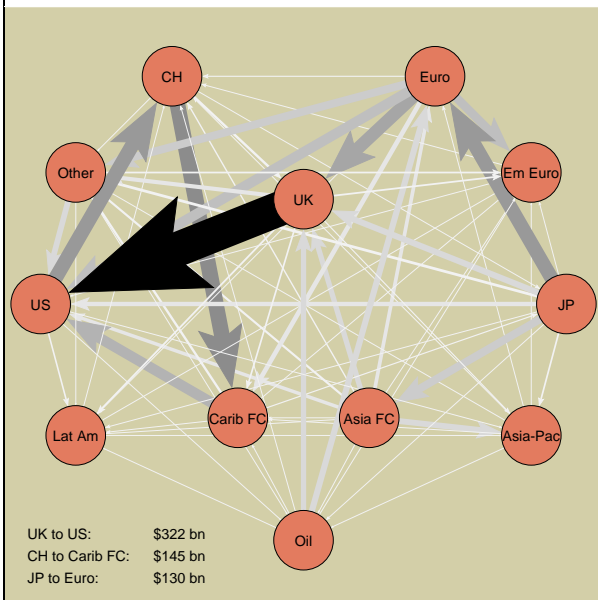 CH
Euro
Other
Em Euro
UK
US
JP
Carib FC
Asia FC
Lat Am
Asia-Pac
Oil
UK to US: $322 bn
CH to Carib FC: $145 bn
JP to Euro: $130 bn